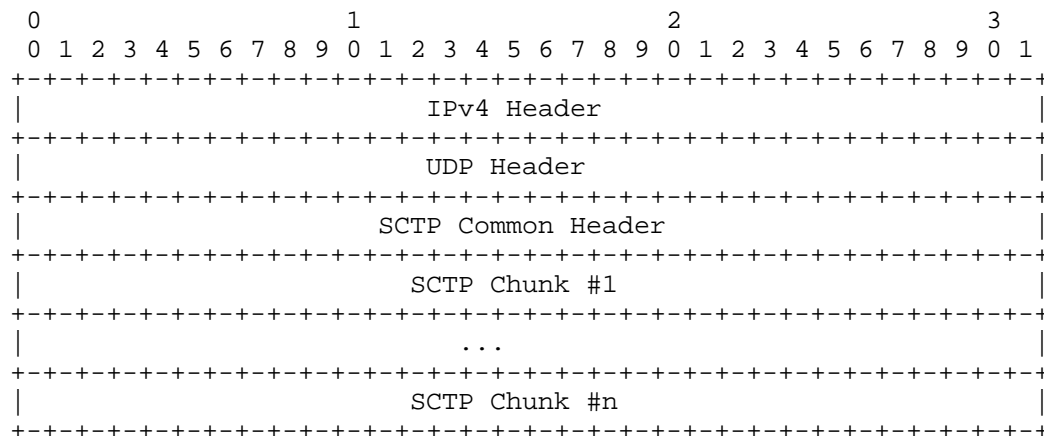 0                   1                   2                   3
 0 1 2 3 4 5 6 7 8 9 0 1 2 3 4 5 6 7 8 9 0 1 2 3 4 5 6 7 8 9 0 1
+-+-+-+-+-+-+-+-+-+-+-+-+-+-+-+-+-+-+-+-+-+-+-+-+-+-+-+-+-+-+-+-+
|                         IPv4 Header                           |
+-+-+-+-+-+-+-+-+-+-+-+-+-+-+-+-+-+-+-+-+-+-+-+-+-+-+-+-+-+-+-+-+
|                         UDP Header                            |
+-+-+-+-+-+-+-+-+-+-+-+-+-+-+-+-+-+-+-+-+-+-+-+-+-+-+-+-+-+-+-+-+
|                      SCTP Common Header                       |
+-+-+-+-+-+-+-+-+-+-+-+-+-+-+-+-+-+-+-+-+-+-+-+-+-+-+-+-+-+-+-+-+
|                        SCTP Chunk #1                          |
+-+-+-+-+-+-+-+-+-+-+-+-+-+-+-+-+-+-+-+-+-+-+-+-+-+-+-+-+-+-+-+-+
|                           ...                                 |
+-+-+-+-+-+-+-+-+-+-+-+-+-+-+-+-+-+-+-+-+-+-+-+-+-+-+-+-+-+-+-+-+
|                        SCTP Chunk #n                          |
+-+-+-+-+-+-+-+-+-+-+-+-+-+-+-+-+-+-+-+-+-+-+-+-+-+-+-+-+-+-+-+-+